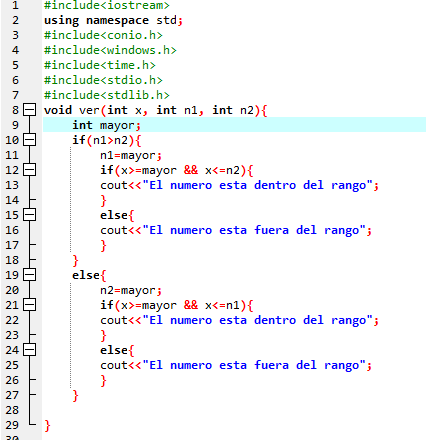 1 #include<iostream>
2 using namespace std;
3 #include<conio.h>
4 #include<windows.h>
5 #include<time.h>
6 #include<stdio.h>
7 #include<stdlib.h>
8 void ver(int x, int n1, int n2){
9 int mayor;
10 if(n1>n2){
11 n1=mayor;
12 if(x>=mayor && x<=n2){
13 cout<<"El numero esta dentro del rango";
14 }
15 else{
16 cout<<"El numero esta fuera del rango";
17 }
18 }
19 else{
20 n2=mayor;
21 if(x>=mayor && x<=n1){
22 cout<<"El numero esta dentro del rango";
23 }
24 else{
25 cout<<"El numero esta fuera del rango";
26 }
27 }
28
29 }
30